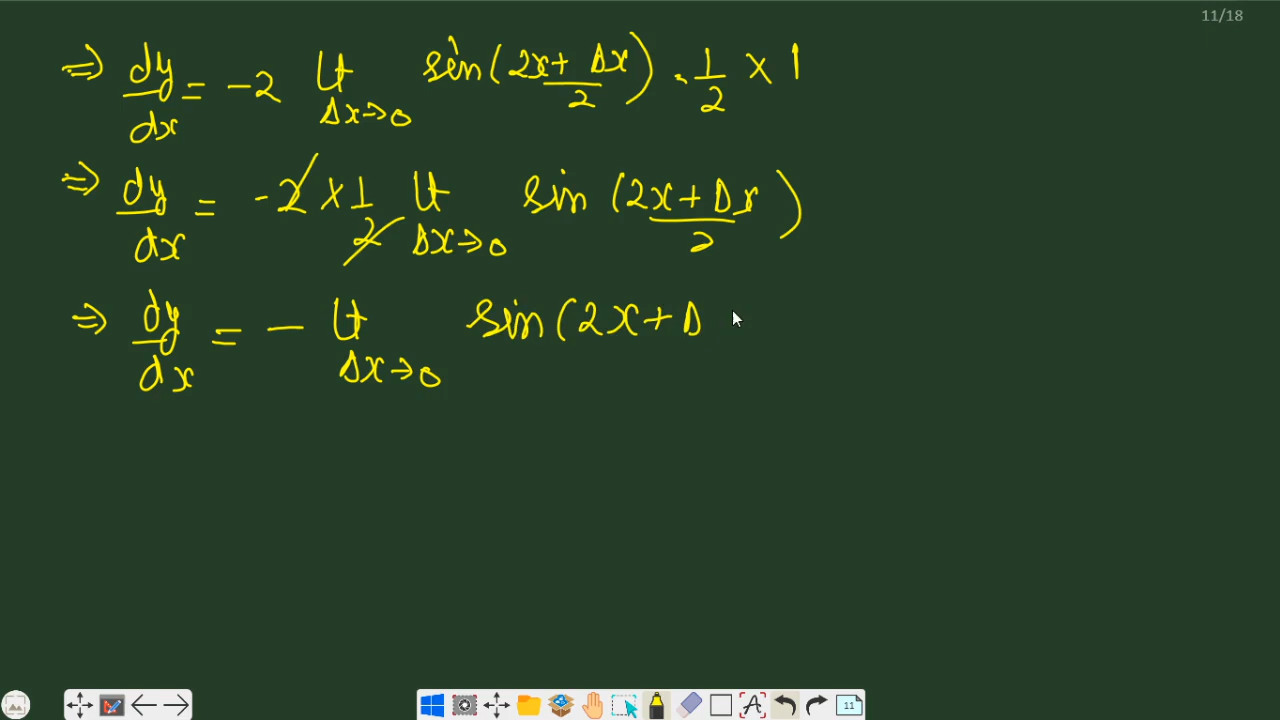 11/18
⇒ dy/dx = -2 Lt Δx→0 sin(2x+Δx/2) . 1/2 × 1
⇒ dy/dx = -2 × 1/2 Lt Δx→0 sin (2x+Δx/2)
⇒ dy/dx = - Lt Δx→0 sin(2x+Δ
11